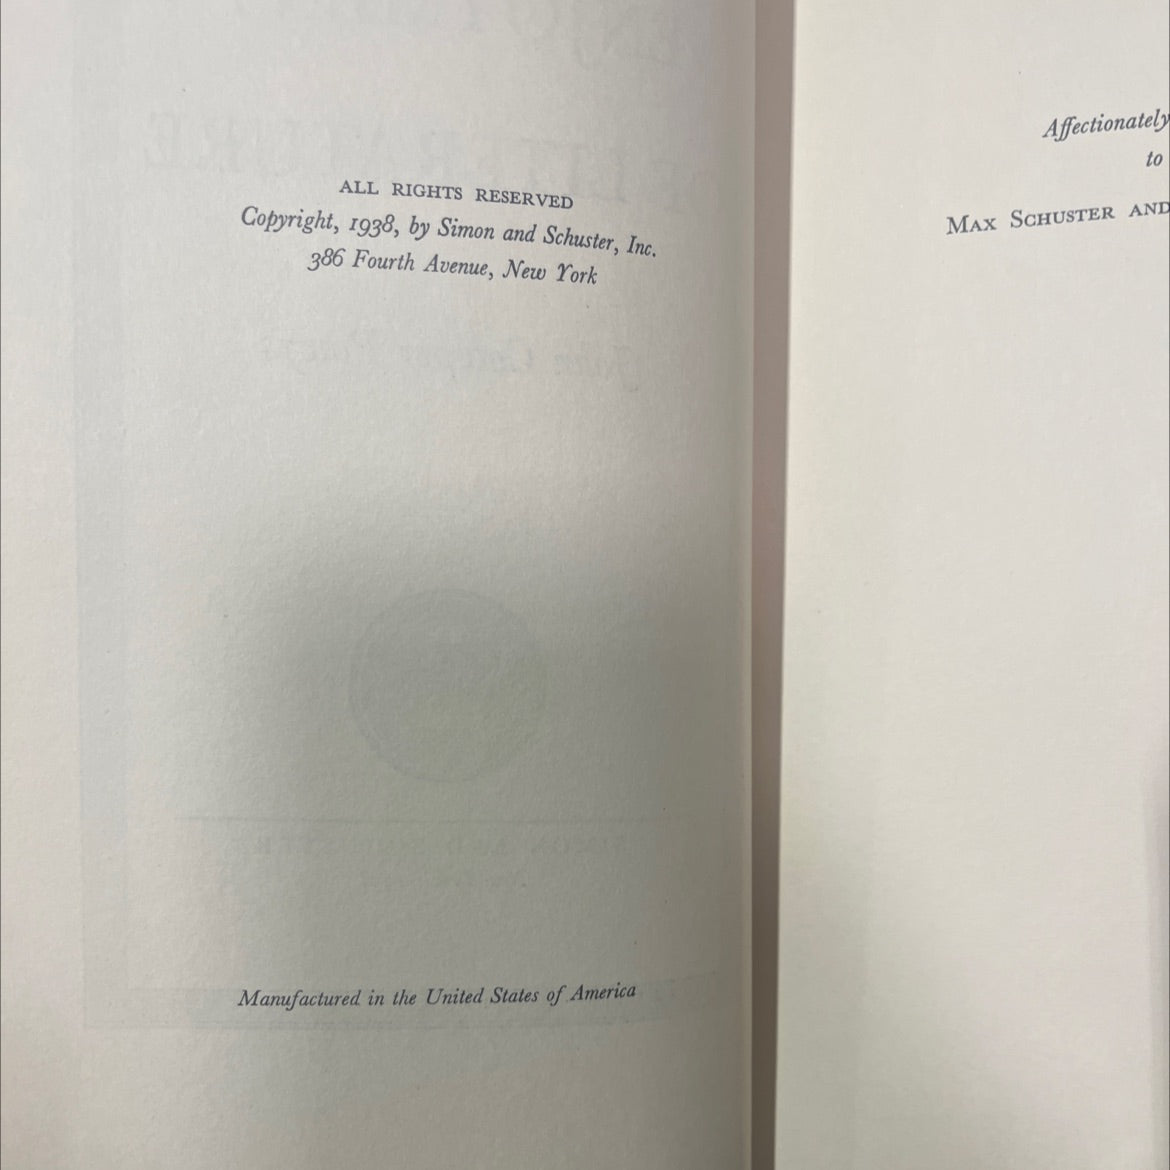 ALL RIGHTS RESERVED
Copyright, 1938, by Simon and Schuster, Inc.
386 Fourth Avenue, New York
Manufactured in the United States of America
Affectionately
to
MAX SCHUSTER AND